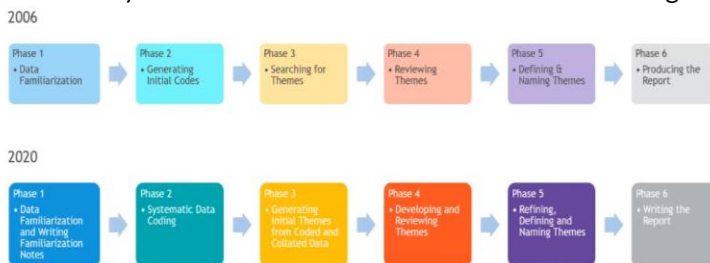 2006
Phase 1
• Data
Familiarization
Phase 2
• Generating
Initial Codes
Phase 3
• Searching for
Themes
Phase 4
• Reviewing
Themes
Phase 5
• Defining &
Naming Themes
Phase 6
• Producing the
Report
2020
Phase 1
• Data
Familiarization
and Writing
Familiarization
Notes
Phase 2
• Systematic Data
Coding
Phase 3
• Generating
Initial Themes
from Coded and
Collated Data
Phase 4
• Developing and
Reviewing
Themes
Phase 5
• Refining,
Defining and
Naming Themes
Phase 6
• Writing the
Report